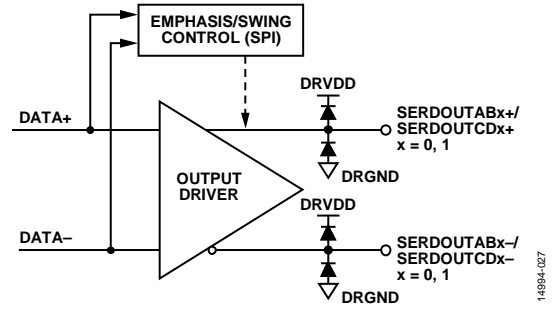 EMPHASIS/SWING
CONTROL (SPI)
DRVDD
DATA+
SERDOUTABx+/
SERDOUTCDx+
x = 0, 1
DRGND
OUTPUT
DRIVER
DRVDD
DATA–
SERDOUTABx–/
SERDOUTCDx–
x = 0, 1
DRGND
14994-027